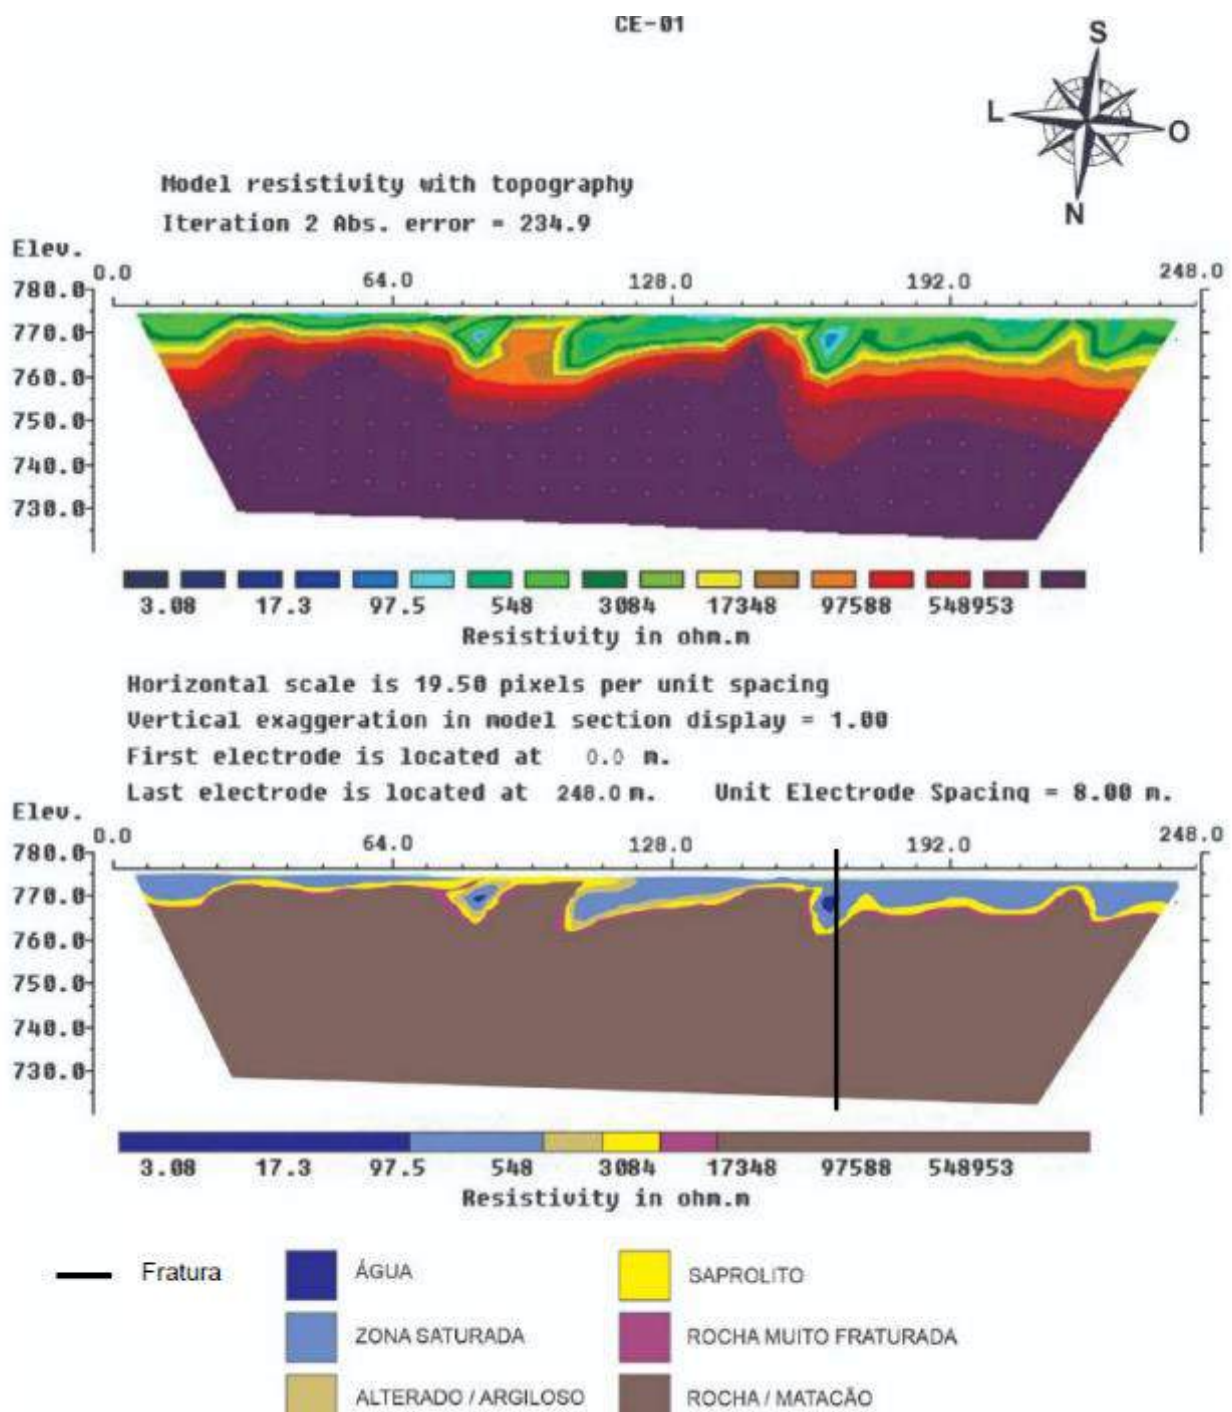 CE-01
S
L
O
N
Model resistivity with topography
Iteration 2 Abs. error = 234.9
Elev.
0.0 64.0 128.0 192.0 248.0
780.0
770.0
760.0
750.0
740.0
730.0
3.08 17.3 97.5 548 3084 17348 97588 548953
Resistivity in ohm.m
Horizontal scale is 19.50 pixels per unit spacing
Vertical exaggeration in model section display = 1.00
First electrode is located at 0.0 m.
Last electrode is located at 248.0 m. Unit Electrode Spacing = 8.00 m.
Elev.
0.0 64.0 128.0 192.0 248.0
780.0
770.0
760.0
750.0
740.0
730.0
3.08 17.3 97.5 548 3084 17348 97588 548953
Resistivity in ohm.m
Fratura
ÁGUA
SAPROLITO
ZONA SATURADA
ROCHA MUITO FRATURADA
ALTERADO / ARGILOSO
ROCHA / MATACÃO